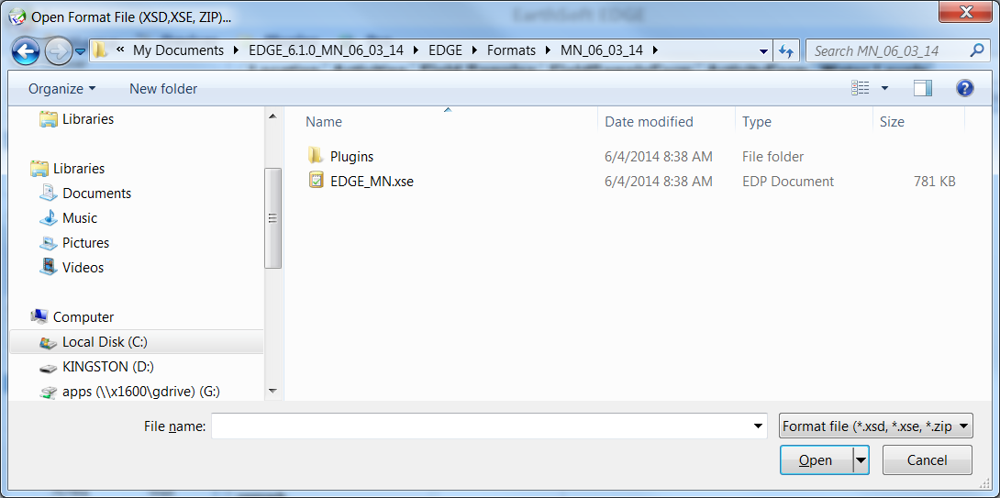 Open Format File (XSD,XSE, ZIP)...
EarthSoft EDGE
« My Documents EDGE_6.1.0_MN_06_03_14 EDGE Formats MN_06_03_14 Search MN_06_03_14
Organize New folder
Name Date modified Type Size
Libraries
Plugins 6/4/2014 8:38 AM File folder
Libraries
EDGE_MN.xse 6/4/2014 8:38 AM EDP Document 781 KB
Documents
Music
Pictures
Videos
Computer
Local Disk (C:)
KINGSTON (D:)
apps (\\x1600\gdrive) (G:)
File name: Format file (*.xsd, *.xse, *.zip
Open Cancel